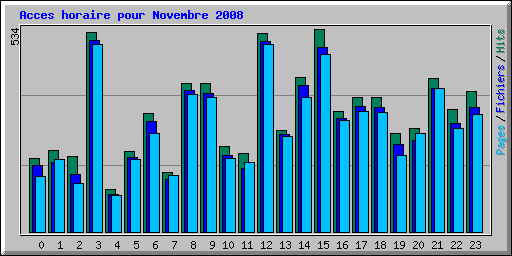 Acces horaire pour Novembre 2008
534
Pages / Fichiers / Hits
0 1 2 3 4 5 6 7 8 9 10 11 12 13 14 15 16 17 18 19 20 21 22 23